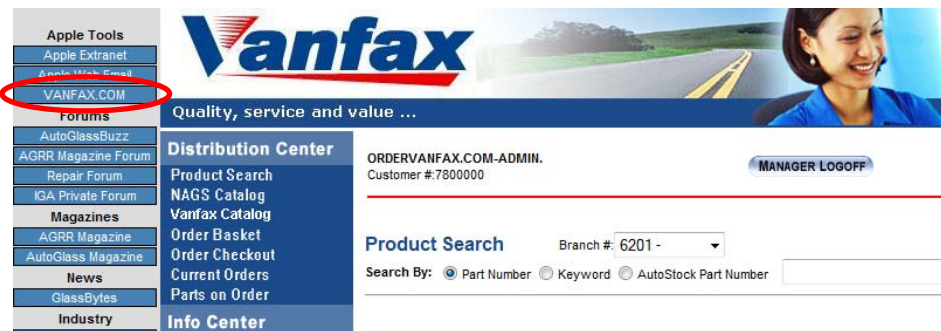 Apple Tools
Apple Extranet
Apple Web Email
VANFAX.COM
Forums
AutoGlassBuzz
AGRR Magazine Forum
Repair Forum
IGA Private Forum
Magazines
AGRR Magazine
AutoGlass Magazine
News
GlassBytes
Industry
Vanfax
Quality, service and value ...
Distribution Center
Product Search
NAGS Catalog
Vanfax Catalog
Order Basket
Order Checkout
Current Orders
Parts on Order
Info Center
ORDERVANFAX.COM-ADMIN.
Customer #:7800000
MANAGER LOGOFF
Product Search Branch #: 6201 -
Search By: Part Number Keyword AutoStock Part Number